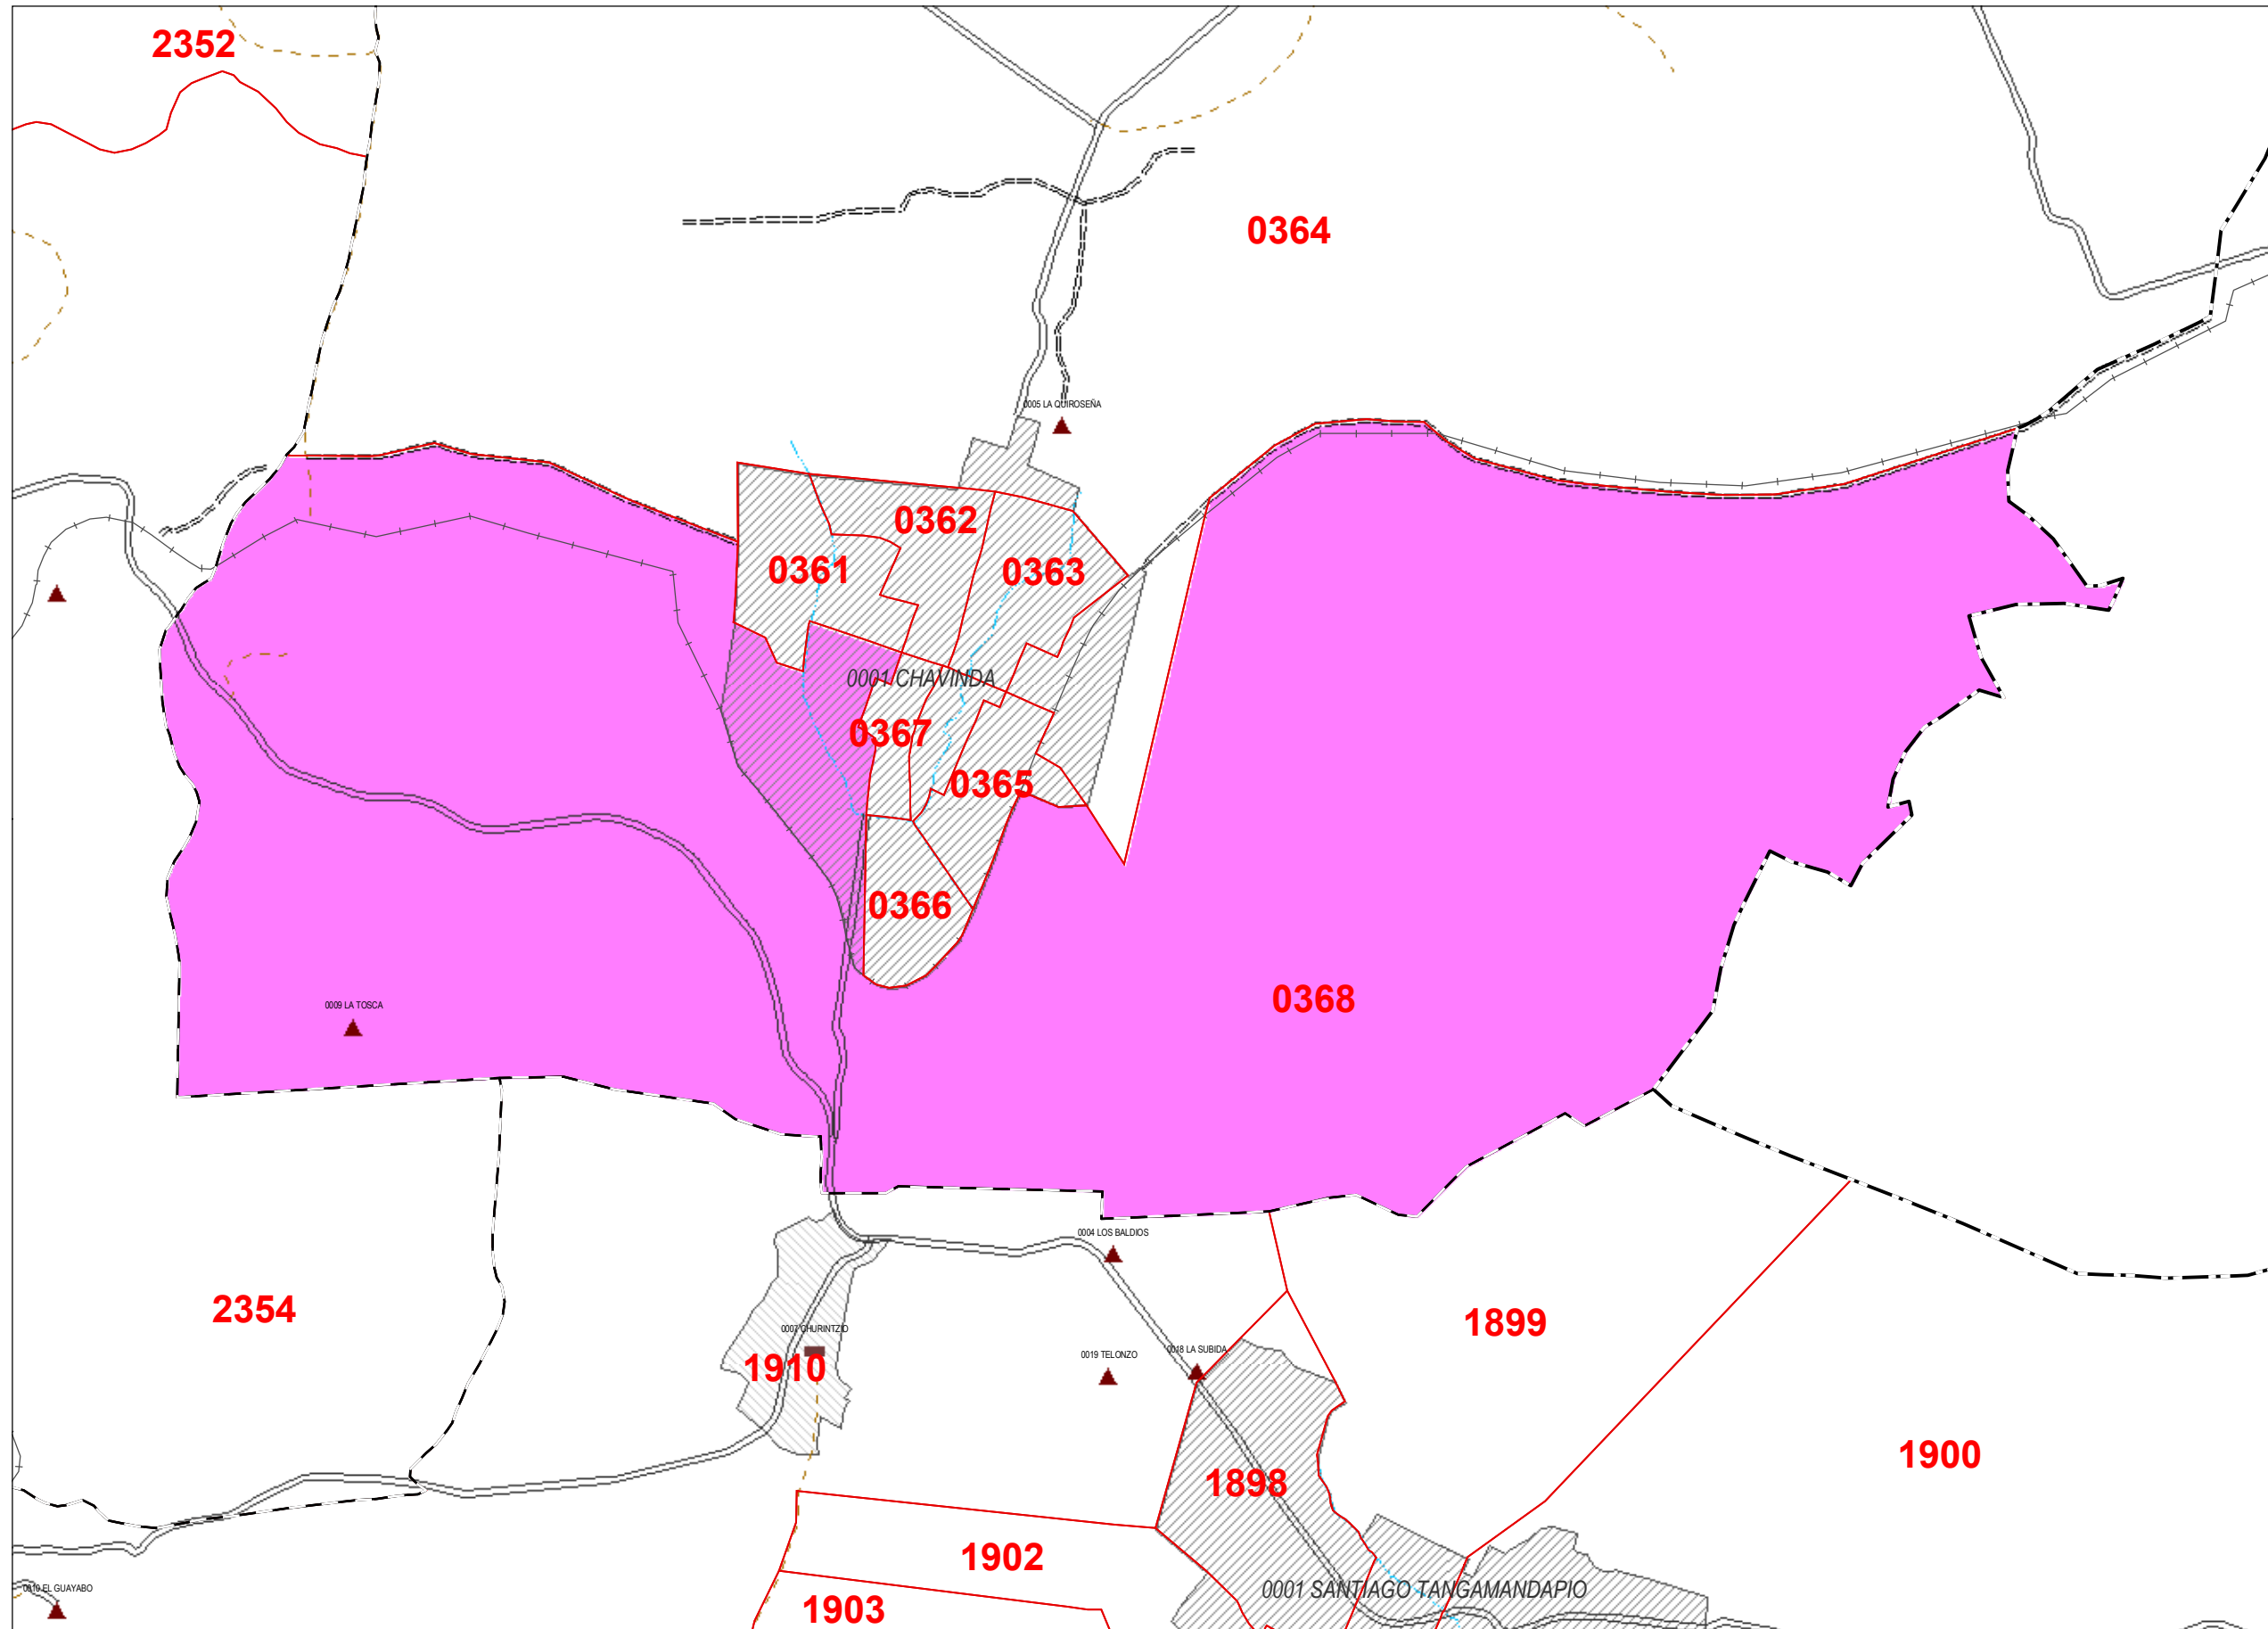 2352
0364
0005 LA QUIROSEÑA
0362
0361
0363
0001 CHAVINDA
0367
0365
0366
0368
0009 LA TOSCA
0004 LOS BALDIOS
2354
1899
0007 CHURINTZIO
1910
0019 TELONZO
0018 LA SUBIDA
1900
1898
1902
0010 EL GUAYABO
0001 SANTIAGO TANGAMANDAPIO
1903